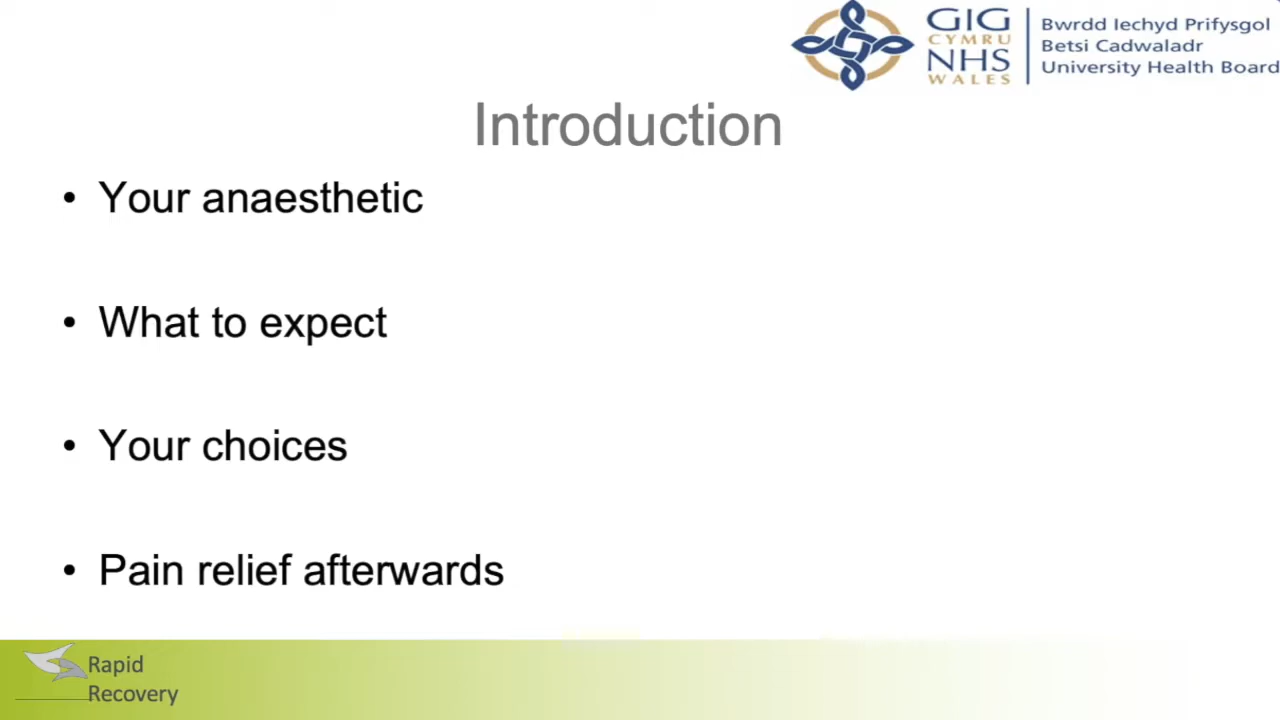 GIG
CYMRU
NHS
WALES
Bwrdd Iechyd Prifysgol
Betsi Cadwaladr
University Health Board
Introduction
• Your anaesthetic
• What to expect
• Your choices
• Pain relief afterwards
Rapid
Recovery